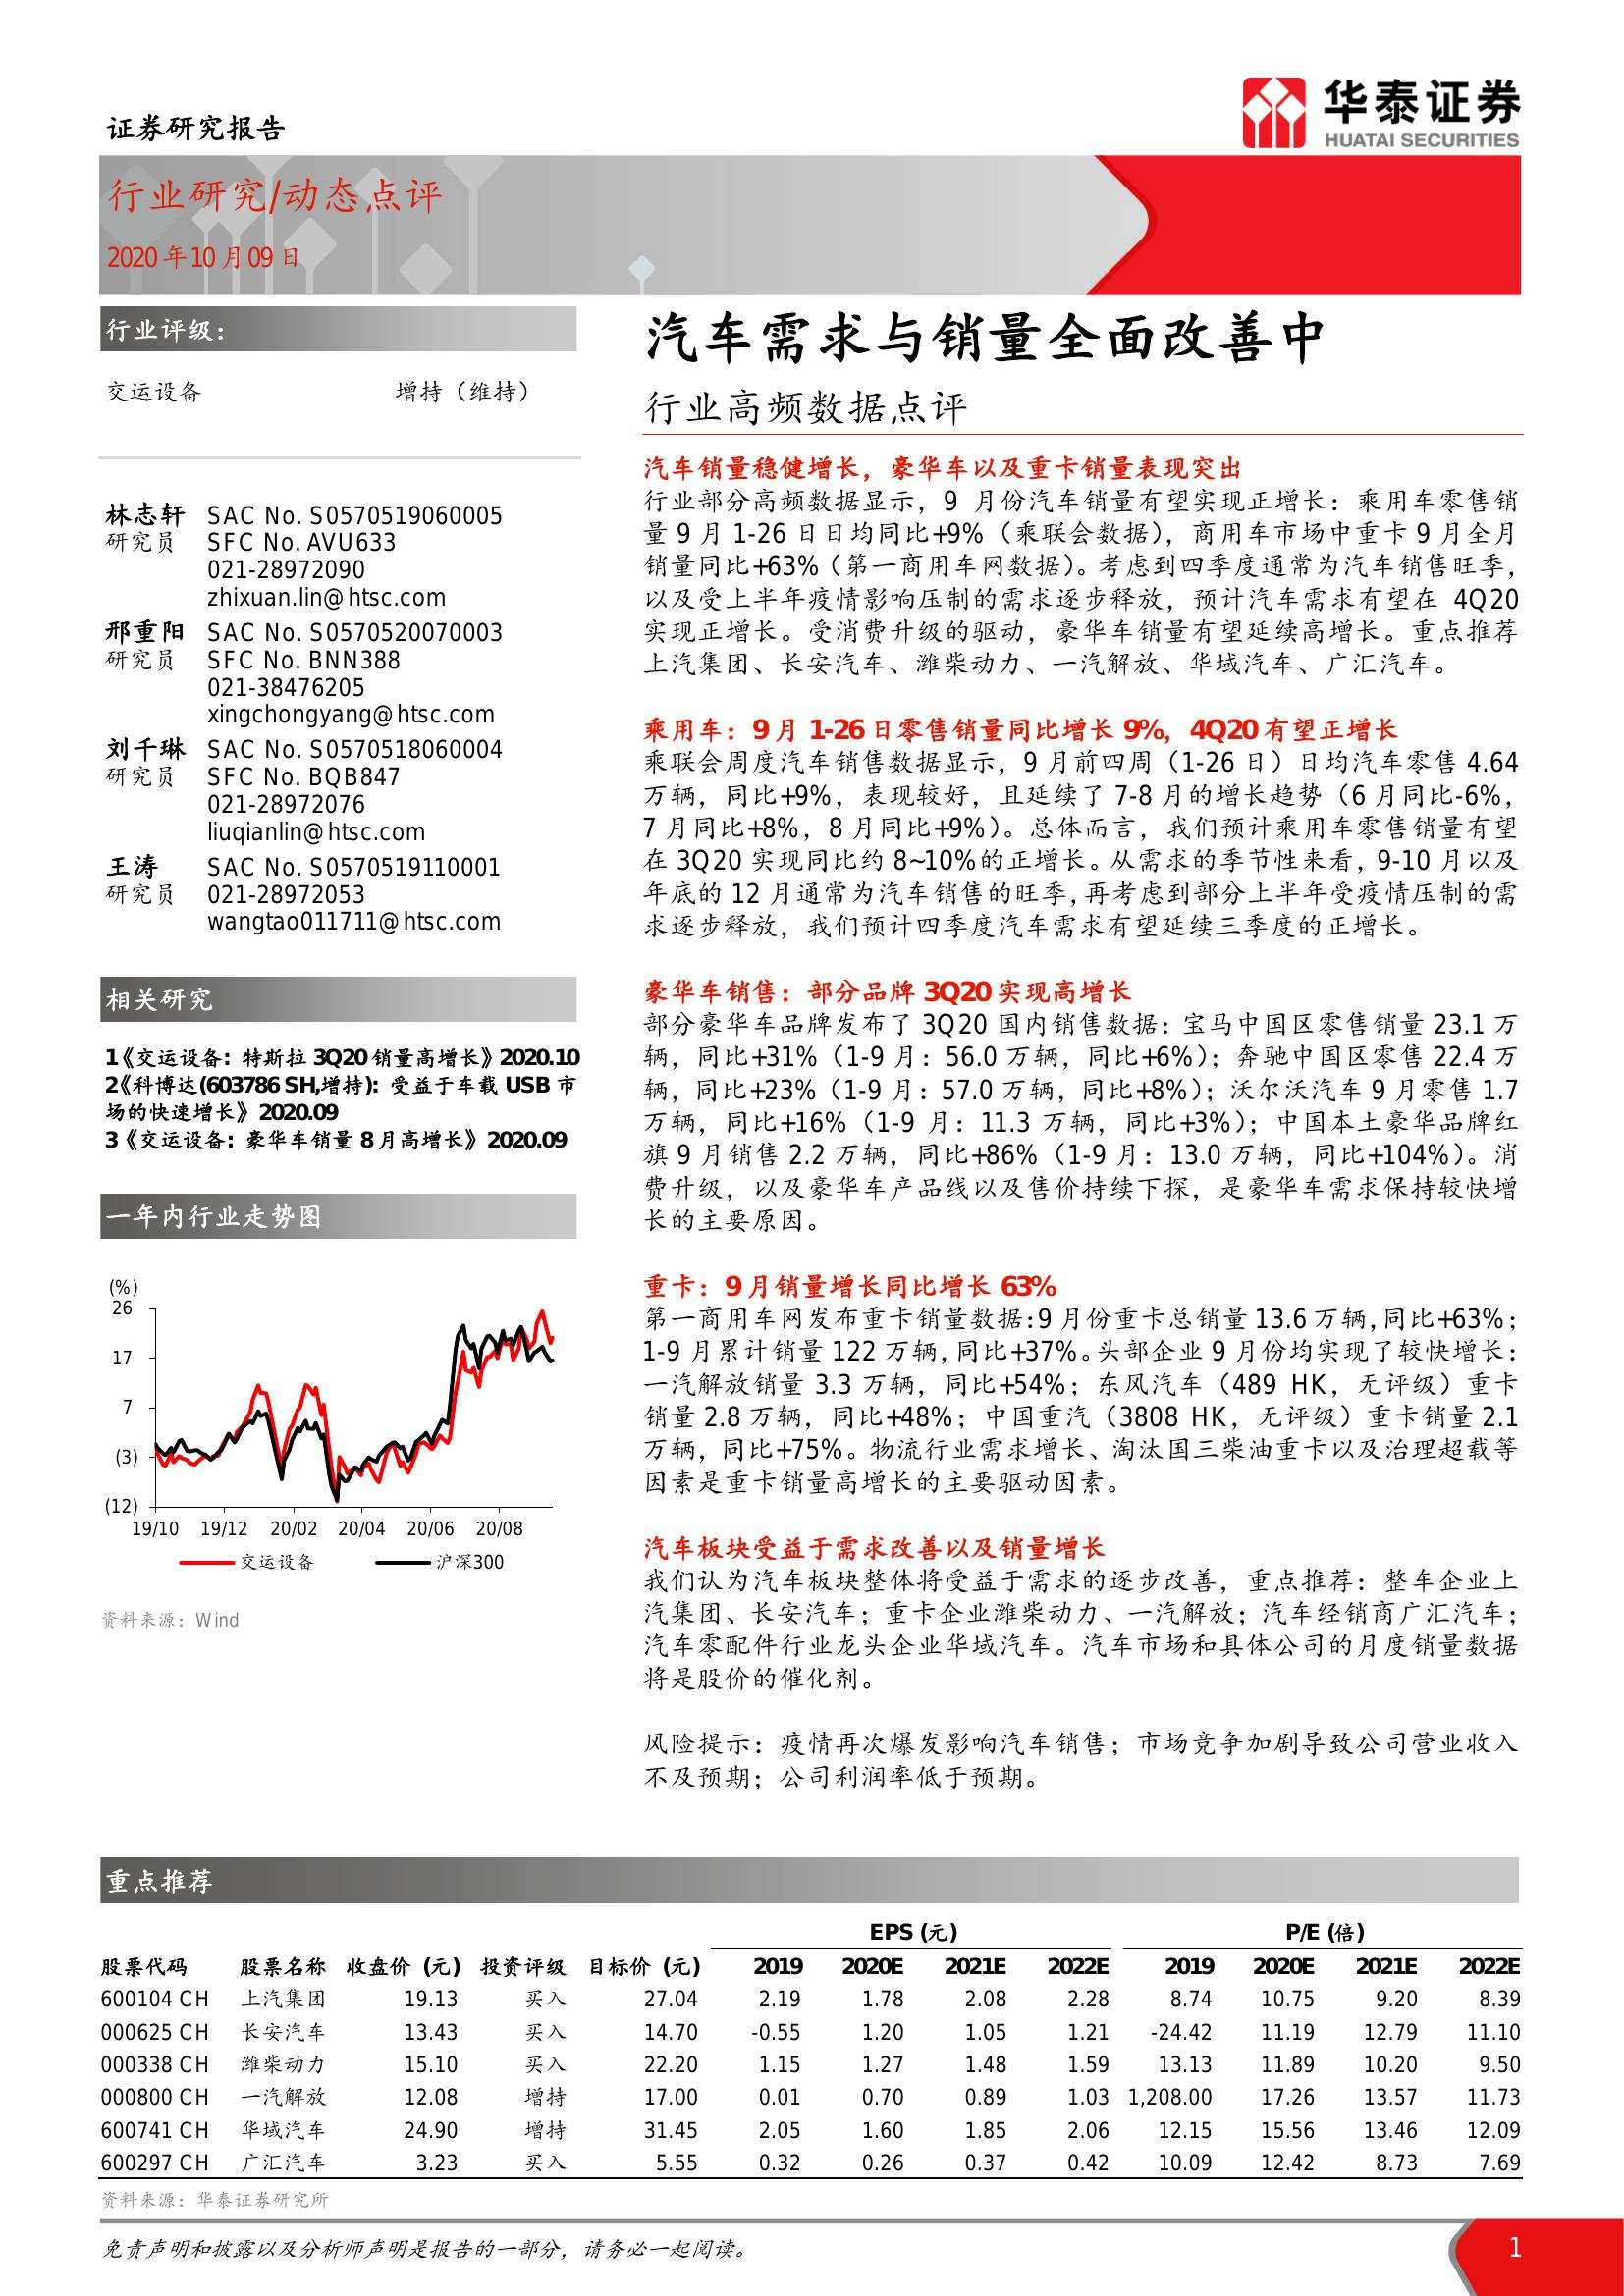 证券研究报告
华泰证券
HUATAI SECURITIES
行业研究/动态点评
2020年10月09日
行业评级：
交运设备 增持（维持）
林志轩 SAC No. S0570519060005
研究员 SFC No. AVU633
021-28972090
zhixuan.lin@htsc.com
邢重阳 SAC No. S0570520070003
研究员 SFC No. BNN388
021-38476205
xingchongyang@htsc.com
刘千琳 SAC No. S0570518060004
研究员 SFC No. BQB847
021-28972076
liuqianlin@htsc.com
王涛 SAC No. S0570519110001
研究员 021-28972053
wangtao011711@htsc.com
相关研究
1《交运设备: 特斯拉 3Q20 销量高增长》2020.10
2《科博达(603786 SH,增持): 受益于车载 USB 市
场的快速增长》2020.09
3《交运设备: 豪华车销量 8 月高增长》2020.09
一年内行业走势图
(%)
26
17
7
(3)
(12)
19/10 19/12 20/02 20/04 20/06 20/08
交运设备 沪深300
资料来源：Wind
汽车需求与销量全面改善中
行业高频数据点评
汽车销量稳健增长，豪华车以及重卡销量表现突出
行业部分高频数据显示，9 月份汽车销量有望实现正增长：乘用车零售销
量 9 月 1-26 日日均同比+9%（乘联会数据），商用车市场中重卡 9 月全月
销量同比+63%（第一商用车网数据）。考虑到四季度通常为汽车销售旺季，
以及受上半年疫情影响压制的需求逐步释放，预计汽车需求有望在 4Q20
实现正增长。受消费升级的驱动，豪华车销量有望延续高增长。重点推荐
上汽集团、长安汽车、潍柴动力、一汽解放、华域汽车、广汇汽车。
乘用车：9 月 1-26 日零售销量同比增长 9%，4Q20 有望正增长
乘联会周度汽车销售数据显示，9 月前四周（1-26 日）日均汽车零售 4.64
万辆，同比+9%，表现较好，且延续了 7-8 月的增长趋势（6 月同比-6%，
7 月同比+8%，8 月同比+9%）。总体而言，我们预计乘用车零售销量有望
在 3Q20 实现同比约 8~10%的正增长。从需求的季节性来看，9-10 月以及
年底的 12 月通常为汽车销售的旺季，再考虑到部分上半年受疫情压制的需
求逐步释放，我们预计四季度汽车需求有望延续三季度的正增长。
豪华车销售：部分品牌 3Q20 实现高增长
部分豪华车品牌发布了 3Q20 国内销售数据：宝马中国区零售销量 23.1 万
辆，同比+31%（1-9 月：56.0 万辆，同比+6%）；奔驰中国区零售 22.4 万
辆，同比+23%（1-9 月：57.0 万辆，同比+8%）；沃尔沃汽车 9 月零售 1.7
万辆，同比+16%（1-9 月：11.3 万辆，同比+3%）；中国本土豪华品牌红
旗 9 月销售 2.2 万辆，同比+86%（1-9 月：13.0 万辆，同比+104%）。消
费升级，以及豪华车产品线以及售价持续下探，是豪华车需求保持较快增
长的主要原因。
重卡：9 月销量增长同比增长 63%
第一商用车网发布重卡销量数据：9 月份重卡总销量 13.6 万辆，同比+63%；
1-9 月累计销量 122 万辆，同比+37%。头部企业 9 月份均实现了较快增长：
一汽解放销量 3.3 万辆，同比+54%；东风汽车（489 HK，无评级）重卡
销量 2.8 万辆，同比+48%；中国重汽（3808 HK，无评级）重卡销量 2.1
万辆，同比+75%。物流行业需求增长、淘汰国三柴油重卡以及治理超载等
因素是重卡销量高增长的主要驱动因素。
汽车板块受益于需求改善以及销量增长
我们认为汽车板块整体将受益于需求的逐步改善，重点推荐：整车企业上
汽集团、长安汽车；重卡企业潍柴动力、一汽解放；汽车经销商广汇汽车；
汽车零配件行业龙头企业华域汽车。汽车市场和具体公司的月度销量数据
将是股价的催化剂。
风险提示：疫情再次爆发影响汽车销售；市场竞争加剧导致公司营业收入
不及预期；公司利润率低于预期。
重点推荐
EPS (元) P/E (倍)
股票代码 股票名称 收盘价 (元) 投资评级 目标价 (元) 2019 2020E 2021E 2022E 2019 2020E 2021E 2022E
600104 CH 上汽集团 19.13 买入 27.04 2.19 1.78 2.08 2.28 8.74 10.75 9.20 8.39
000625 CH 长安汽车 13.43 买入 14.70 -0.55 1.20 1.05 1.21 -24.42 11.19 12.79 11.10
000338 CH 潍柴动力 15.10 买入 22.20 1.15 1.27 1.48 1.59 13.13 11.89 10.20 9.50
000800 CH 一汽解放 12.08 增持 17.00 0.01 0.70 0.89 1.03 1,208.00 17.26 13.57 11.73
600741 CH 华域汽车 24.90 增持 31.45 2.05 1.60 1.85 2.06 12.15 15.56 13.46 12.09
600297 CH 广汇汽车 3.23 买入 5.55 0.32 0.26 0.37 0.42 10.09 12.42 8.73 7.69
资料来源：华泰证券研究所
免责声明和披露以及分析师声明是报告的一部分，请务必一起阅读。 1